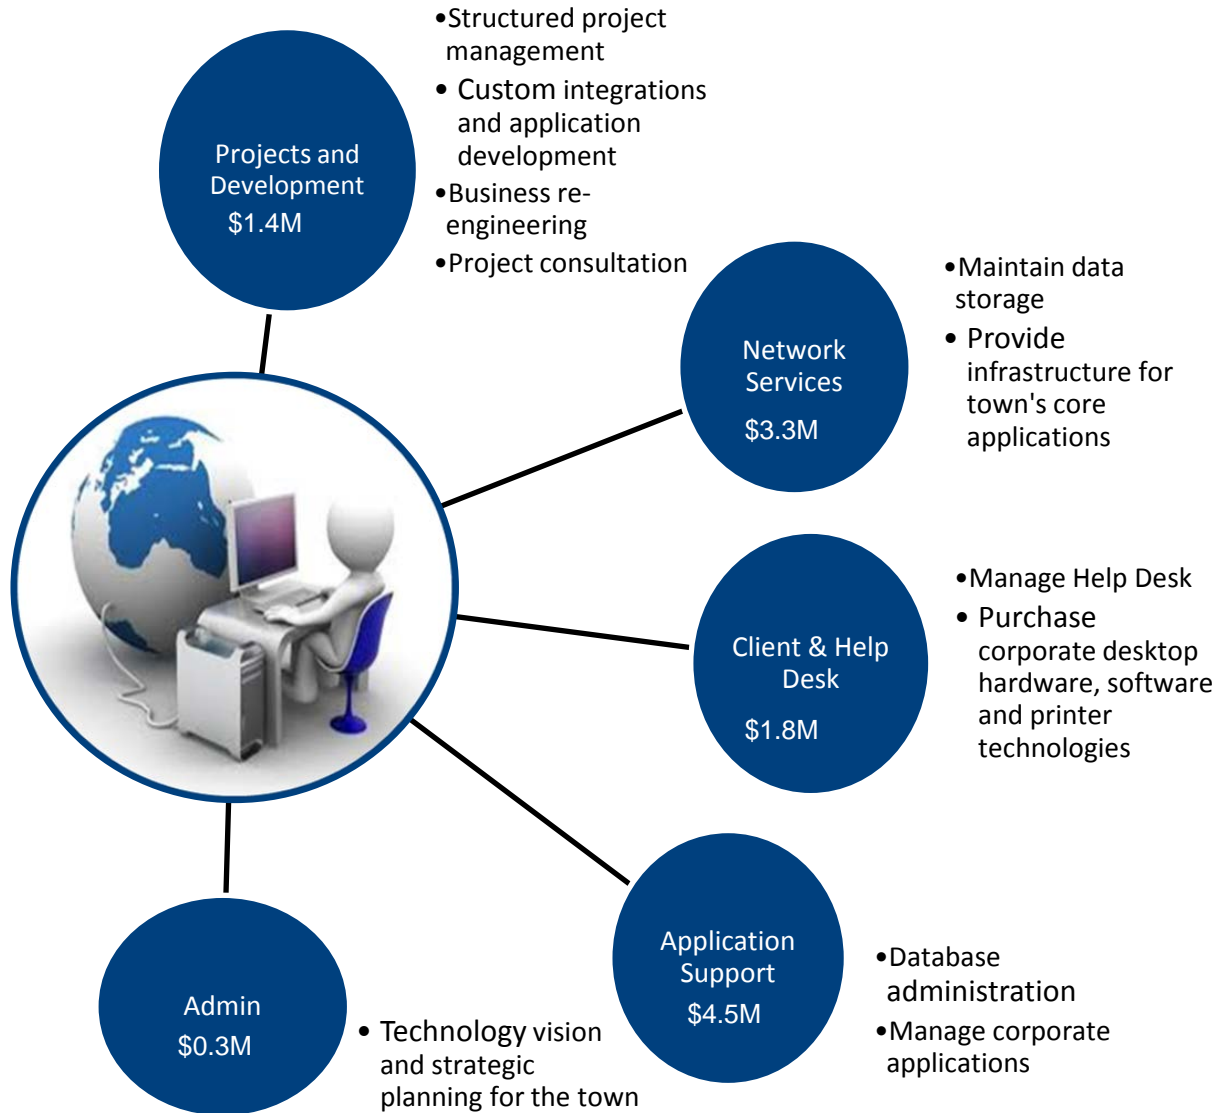 •Structured project
management
• Custom integrations
and application
development
•Business re-
engineering
•Project consultation
Projects and
Development
$1.4M
Network
Services
$3.3M
•Maintain data
storage
• Provide
infrastructure for
town's core
applications
Client & Help
Desk
$1.8M
•Manage Help Desk
• Purchase
corporate desktop
hardware, software
and printer
technologies
Application
Support
$4.5M
•Database
administration
•Manage corporate
applications
Admin
$0.3M
• Technology vision
and strategic
planning for the town